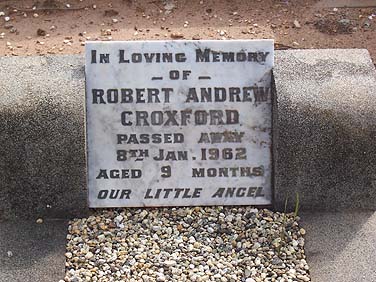 IN LOVING MEMORY
— OF —
ROBERT ANDREW
CROXFORD
PASSED AWAY
8TH JAN. 1962
AGED 9 MONTHS
OUR LITTLE ANGEL